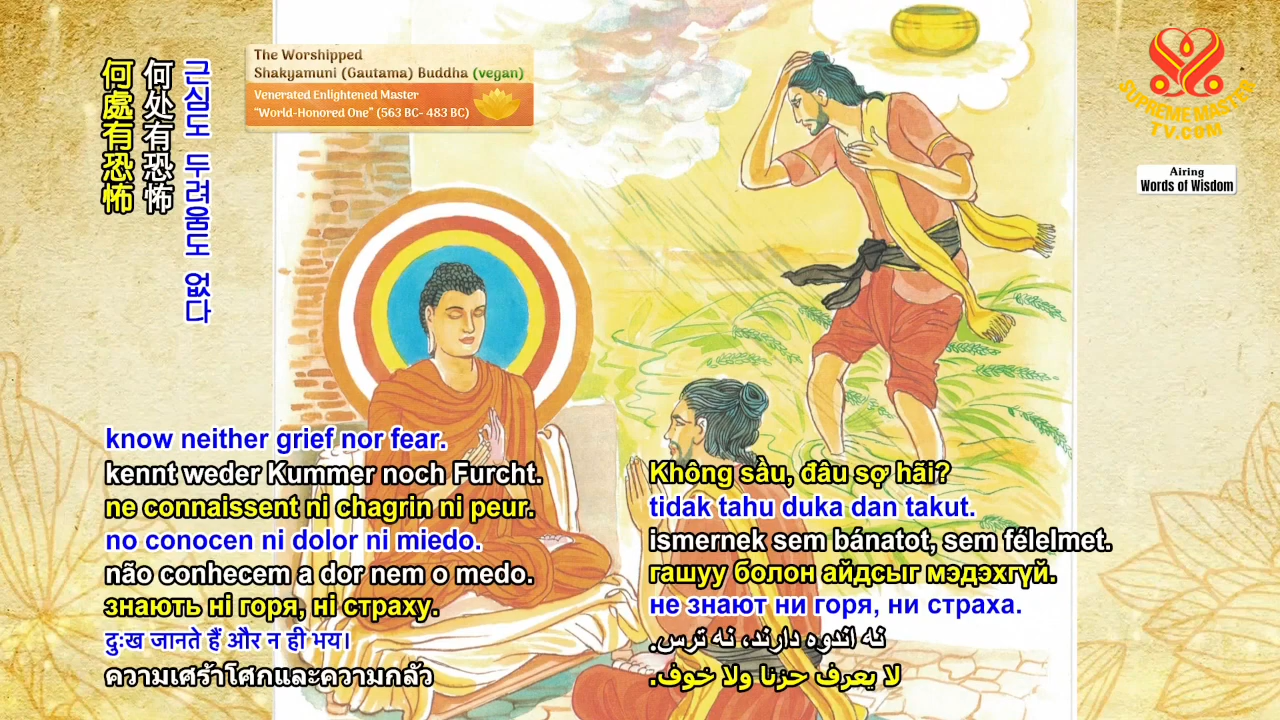 The Worshipped
Shakyamuni (Gautama) Buddha (vegan)
Venerated Enlightened Master
“World-Honored One” (563 BC- 483 BC)
SUPREME MASTER
TV.COM
Airing
Words of Wisdom
근심도 두려움도 없다
何处有恐怖
何處有恐怖
know neither grief nor fear.
kennt weder Kummer noch Furcht.
ne connaissent ni chagrin ni peur.
no conocen ni dolor ni miedo.
não conhecem a dor nem o medo.
знають ні горя, ні страху.
दुःख जानते हैं और न ही भय।
ความเศร้าโศกและความกลัว
Không sầu, đâu sợ hãi?
tidak tahu duka dan takut.
ismernek sem bánatot, sem félelmet.
гашуу болон айдсыг мэдэхгүй.
не знают ни горя, ни страха.
نه اندوه دارند، نه ترس.
لا يعرف حزنا ولا خوف.